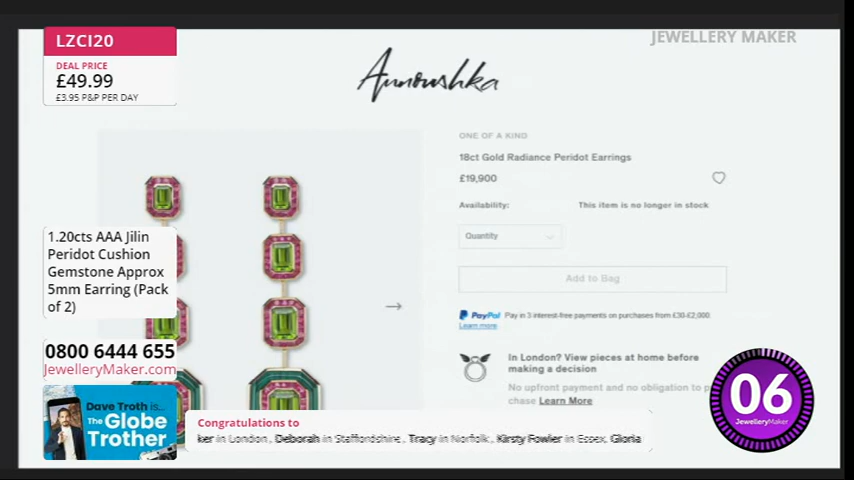 LZCI20
DEAL PRICE
£49.99
£3.95 P&P PER DAY
JEWELLERY MAKER
Annoushka
ONE OF A KIND
18ct Gold Radiance Peridot Earrings
£19,900
Availability: This item is no longer in stock
Quantity
Add to Bag
PayPal Pay in 3 interest-free payments on purchases from £30-£2,000.
Learn more
In London? View pieces at home before
making a decision
No upfront payment and no obligation to
chase Learn More
1.20cts AAA Jilin
Peridot Cushion
Gemstone Approx
5mm Earring (Pack
of 2)
0800 6444 655
JewelleryMaker.com
Dave Troth is...
The Globe
Trotter
06
JewelleryMaker
Congratulations to
ker in London, Deborah in Staffordshire, Tracy in Norfolk, Kirsty Fowler in Essex, Gloria